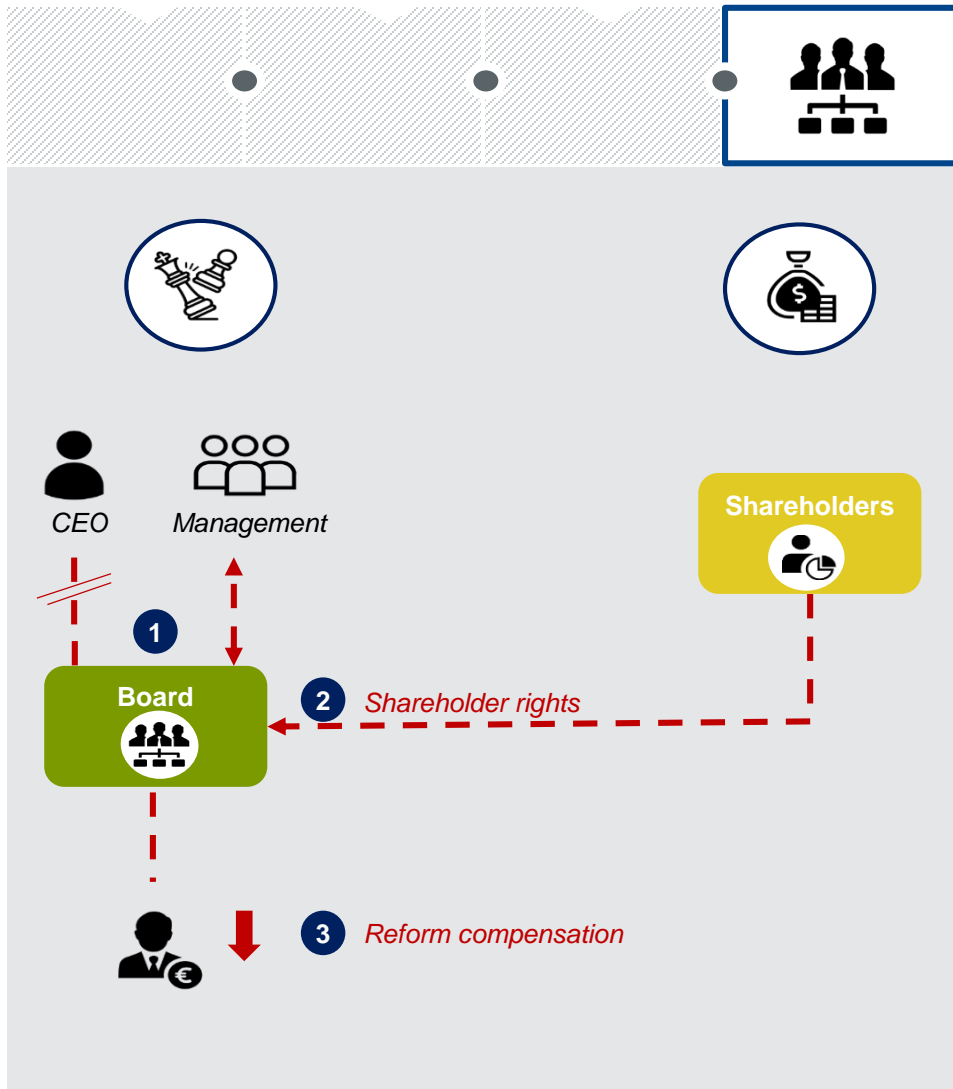 $
CEO
Management
Shareholders
1
Board
2 Shareholder rights
3 Reform compensation
€